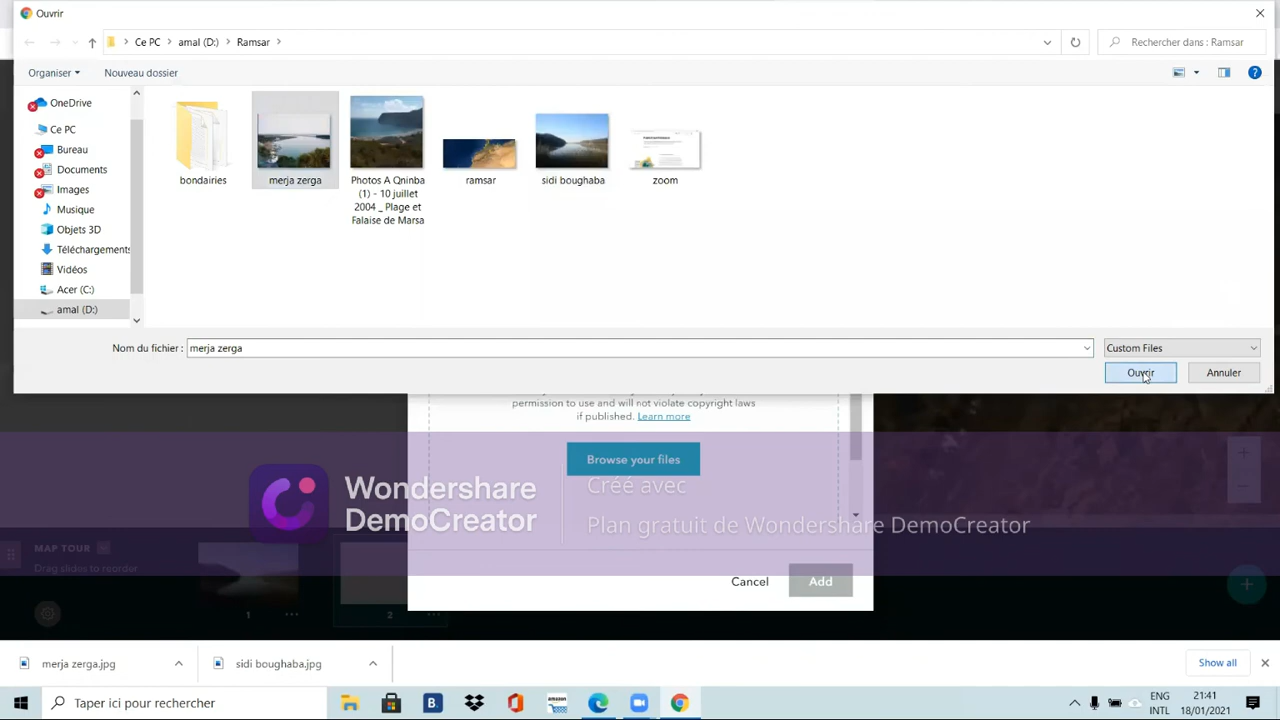 Ouvrir
Ce PC > amal (D:) > Ramsar >
Rechercher dans : Ramsar
Organiser
Nouveau dossier
OneDrive
Ce PC
Bureau
Documents
Images
Musique
Objets 3D
Téléchargements
Vidéos
Acer (C:)
amal (D:)
bondairies
merja zerga
Photos A Qninba
(1) - 10 juillet
2004 _ Plage et
Falaise de Marsa
ramsar
sidi boughaba
zoom
Nom du fichier :
merja zerga
Custom Files
Ouvrir
Annuler
permission to use and will not violate copyright laws
if published. Learn more
Browse your files
Wondershare
DemoCreator
Créé avec
Plan gratuit de Wondershare DemoCreator
MAP TOUR
Drag slides to reorder
1
2
Cancel
Add
merja zerga.jpg
sidi boughaba.jpg
Show all
Taper ici pour rechercher
B.
amazon
ENG
INTL
21:41
18/01/2021